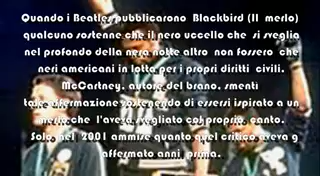 Quando i Beatles pubblicarono Blackbird (Il merlo)
qualcuno sostenne che il nero uccello che si sveglia
nel profondo della nera notte altro non fossero che
neri americani in lotta per i propri diritti civili.
McCartney, autore del brano, smentì
tale affermazione sostenendo di essersi ispirato a un
merlo che l'aveva svegliato col proprio canto.
Solo nel 2001 ammise quanto quel critico aveva
affermato anni prima.